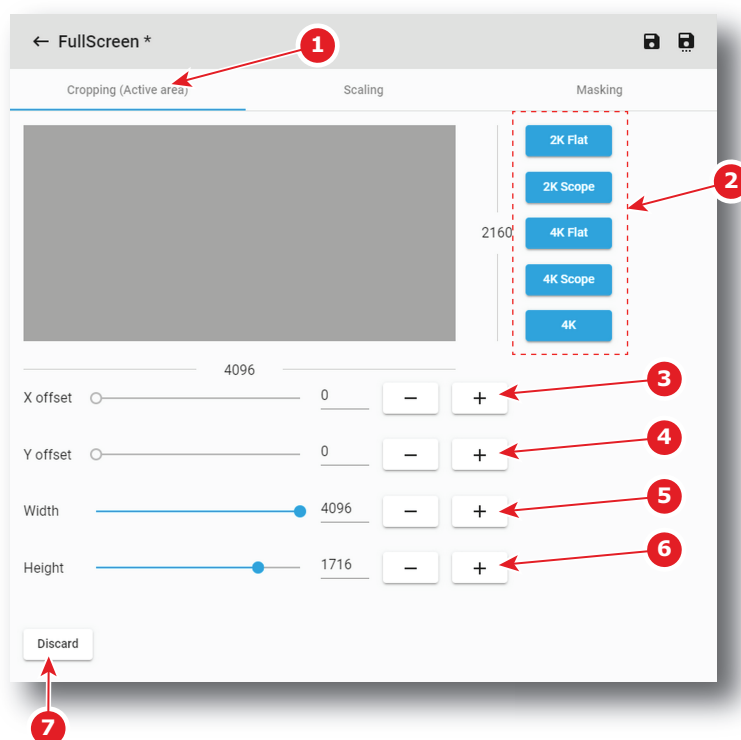 ← FullScreen *
1
Cropping (Active area)
Scaling
Masking
2K Flat
2K Scope
2
2160
4K Flat
4K Scope
4K
4096
3
X offset
0
−
+
4
Y offset
0
−
+
5
Width
4096
−
+
6
Height
1716
−
+
Discard
7